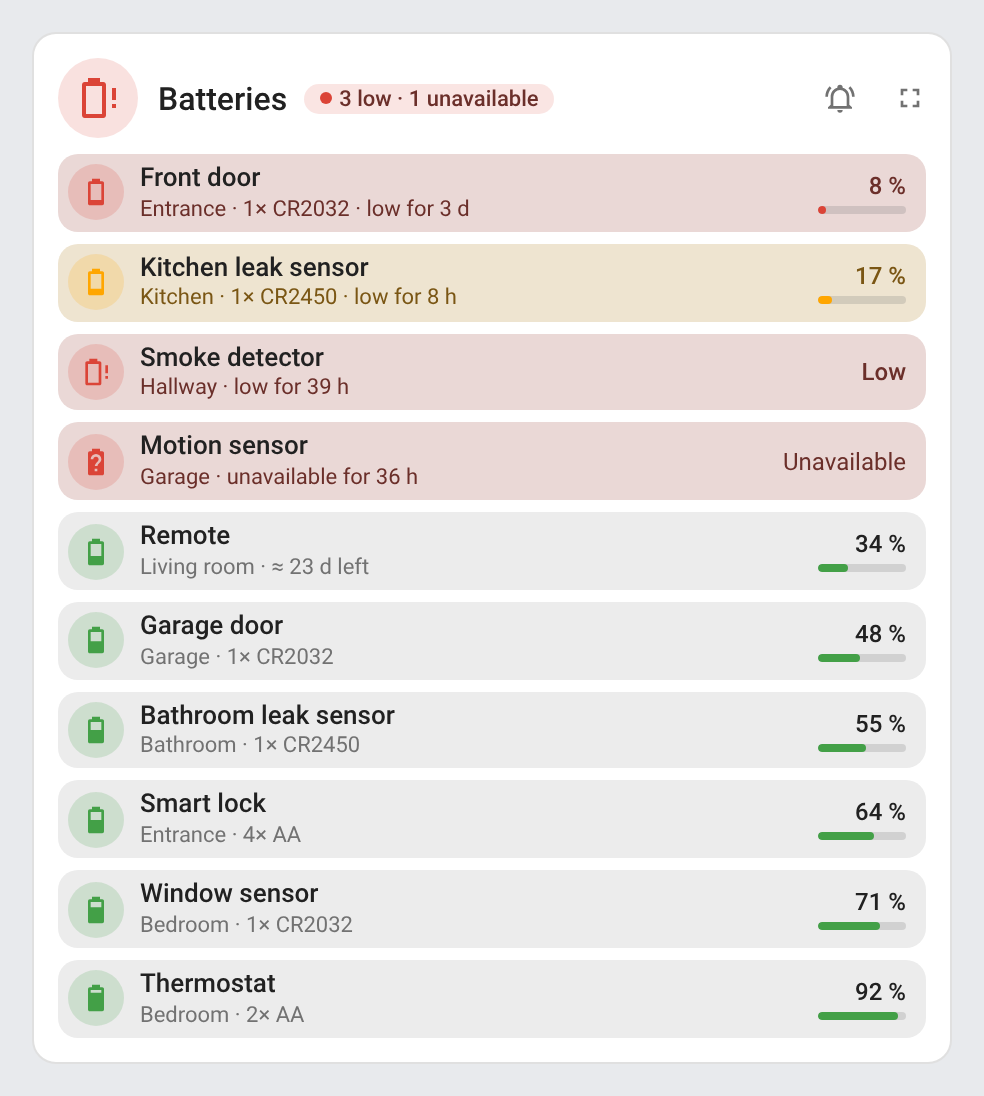 Batteries
3 low · 1 unavailable
Front door
8 %
Entrance · 1× CR2032 · low for 3 d
Kitchen leak sensor
17 %
Kitchen · 1× CR2450 · low for 8 h
Smoke detector
Low
Hallway · low for 39 h
Motion sensor
Unavailable
Garage · unavailable for 36 h
Remote
34 %
Living room · ≈ 23 d left
Garage door
48 %
Garage · 1× CR2032
Bathroom leak sensor
55 %
Bathroom · 1× CR2450
Smart lock
64 %
Entrance · 4× AA
Window sensor
71 %
Bedroom · 1× CR2032
Thermostat
92 %
Bedroom · 2× AA